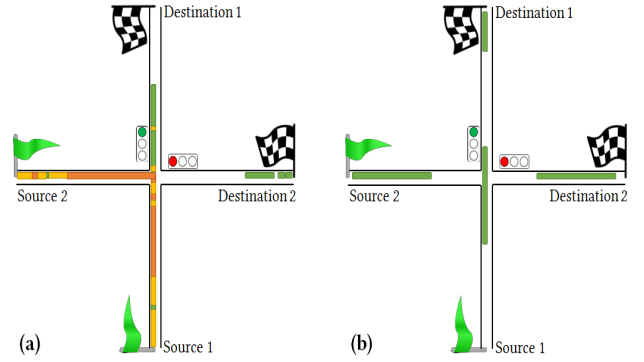 Destination 1
Source 2
Destination 2
(a)
Source 1
Destination 1
Source 2
Destination 2
(b)
Source 1